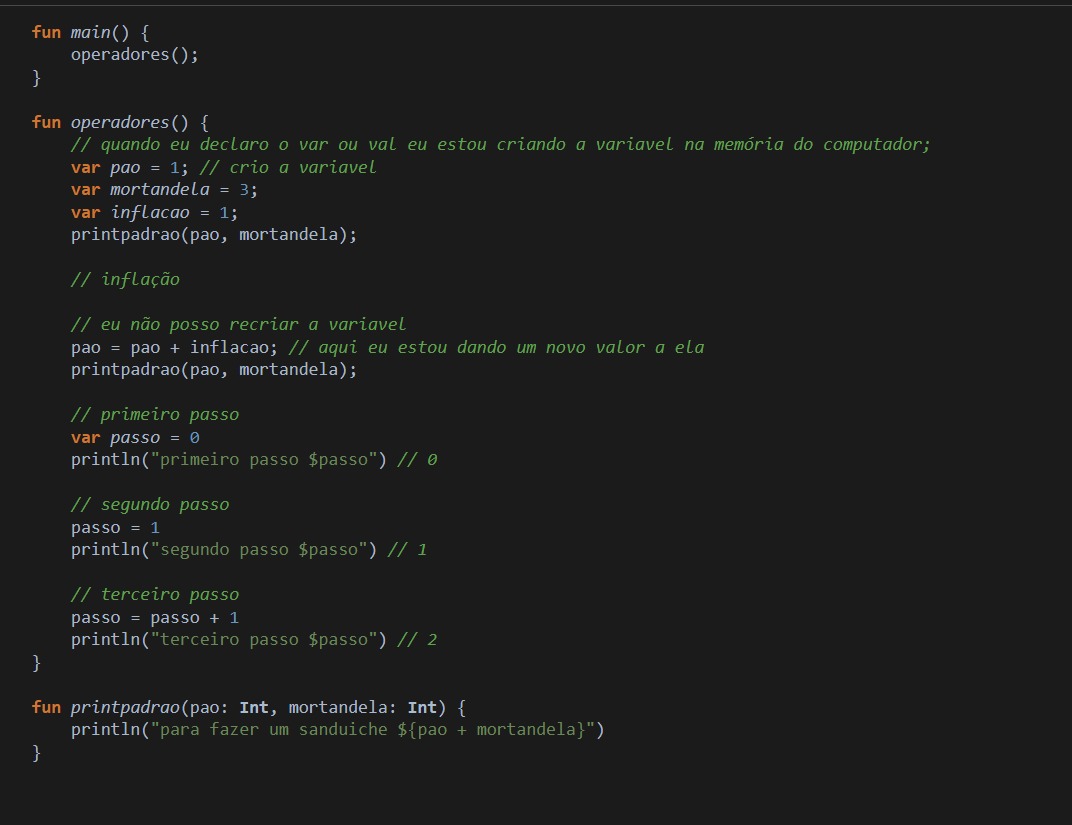 fun main() {
    operadores();
}

fun operadores() {
    // quando eu declaro o var ou val eu estou criando a variavel na memória do computador;
    var pao = 1; // crio a variavel
    var mortandela = 3;
    var inflacao = 1;
    printpadrao(pao, mortandela);

    // inflação

    // eu não posso recriar a variavel
    pao = pao + inflacao; // aqui eu estou dando um novo valor a ela
    printpadrao(pao, mortandela);

    // primeiro passo
    var passo = 0
    println("primeiro passo $passo") // 0

    // segundo passo
    passo = 1
    println("segundo passo $passo") // 1

    // terceiro passo
    passo = passo + 1
    println("terceiro passo $passo") // 2
}

fun printpadrao(pao: Int, mortandela: Int) {
    println("para fazer um sanduiche ${pao + mortandela}")
}